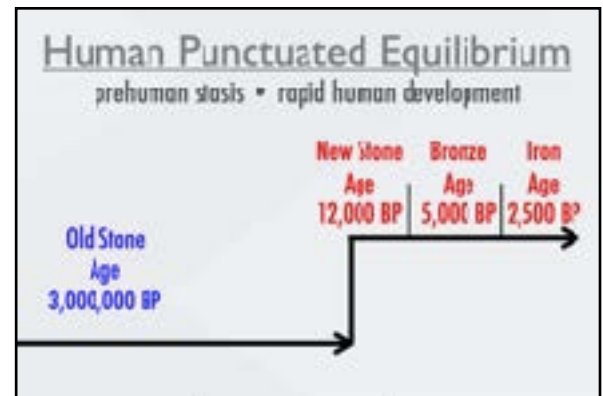 Human Punctuated Equilibrium
prehuman stasis • rapid human development
New Stone Age 12,000 BP
Bronze Age 5,000 BP
Iron Age 2,500 BP
Old Stone
Age
3,000,000 BP